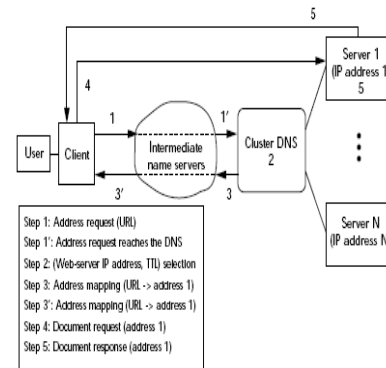 5
Server 1
(IP address 1)
5
4
1
1'
User
Client
Intermediate
name servers
Cluster DNS
2
3'
3
Server N
(IP address N)
Step 1: Address request (URL)
Step 1': Address request reaches the DNS
Step 2: (Web-server IP address, TTL) selection
Step 3: Address mapping (URL -> address 1)
Step 3': Address mapping (URL -> address 1)
Step 4: Document request (address 1)
Step 5: Document response (address 1)